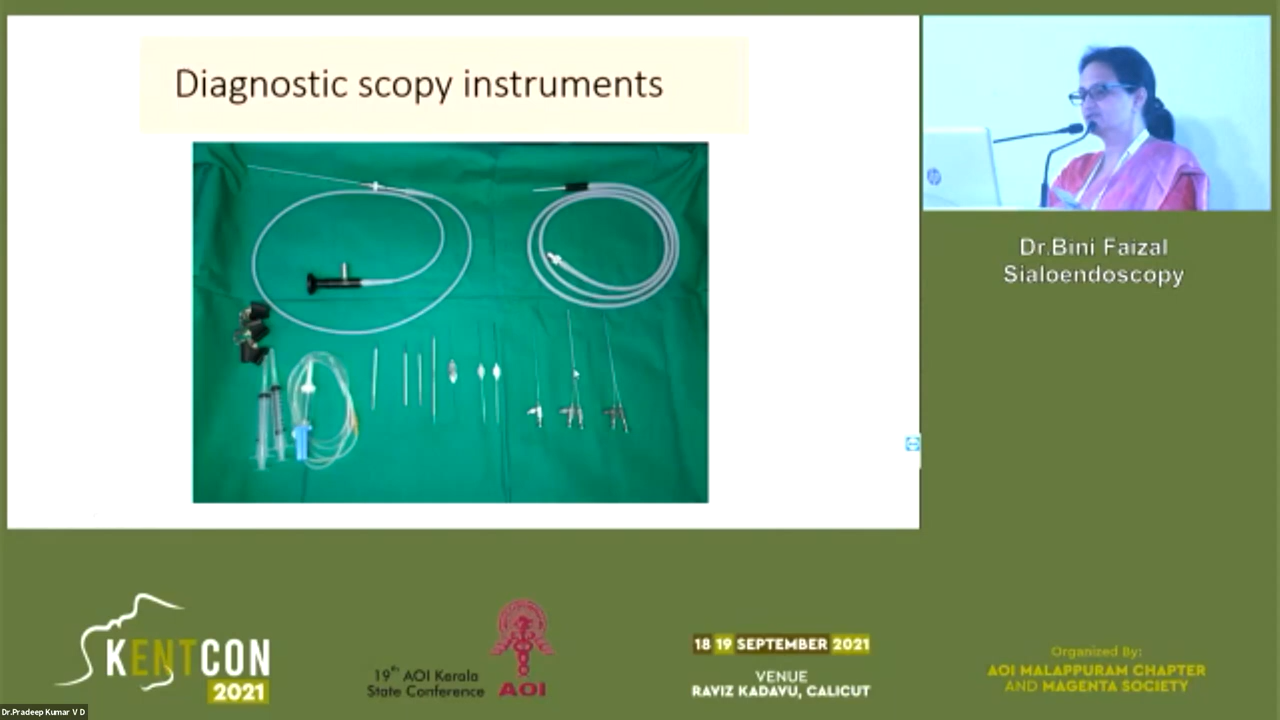 Diagnostic scopy instruments
hp
Dr.Bini Faizal
Sialoendoscopy
KENTCON
2021
19th AOI Kerala
State Conference
AOI
18 19 SEPTEMBER 2021
VENUE
RAVIZ KADAVU, CALICUT
Organized By:
AOI MALAPPURAM CHAPTER
AND MAGENTA SOCIETY
Dr.Pradeep Kumar V D